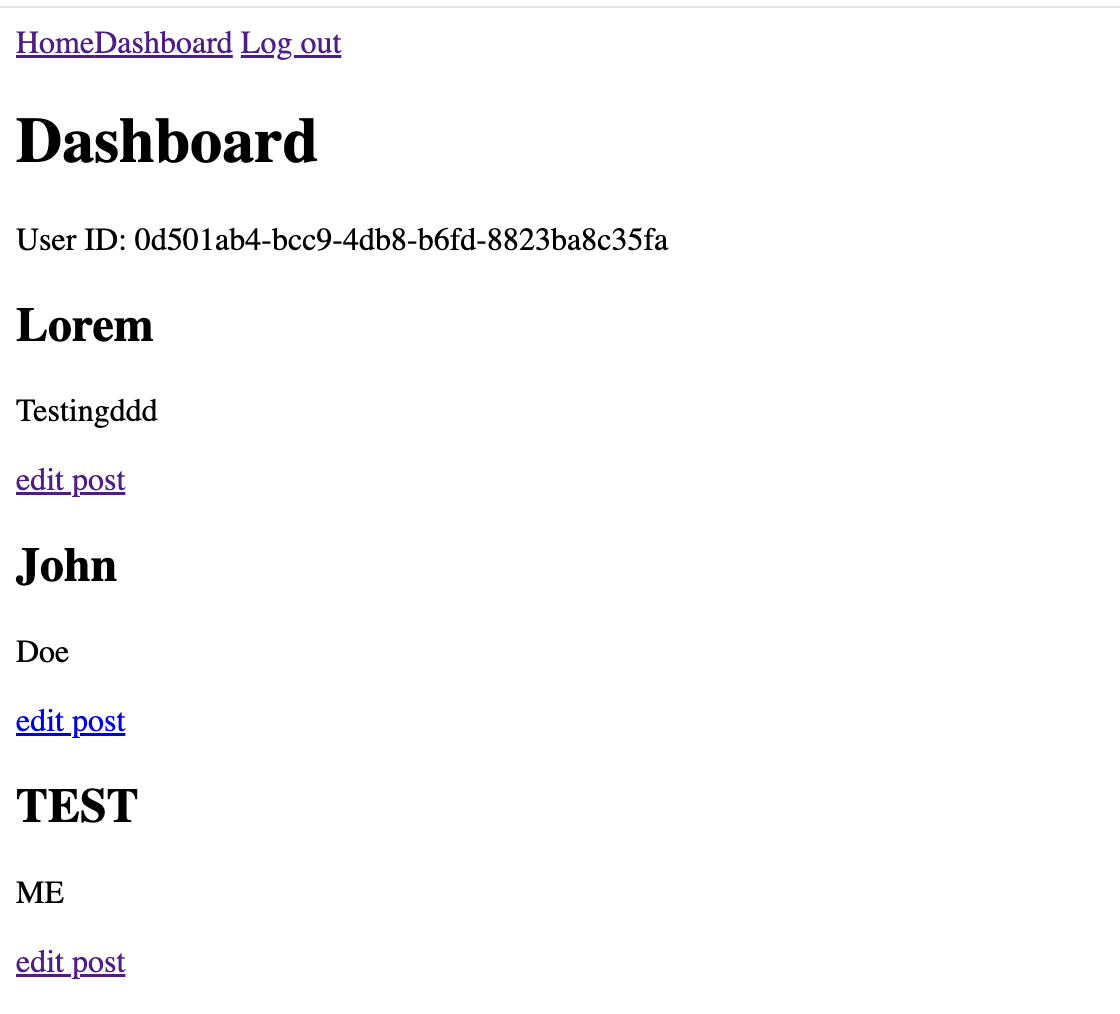 HomeDashboard Log out
Dashboard
User ID: 0d501ab4-bcc9-4db8-b6fd-8823ba8c35fa
Lorem
Testingddd
edit post
John
Doe
edit post
TEST
ME
edit post